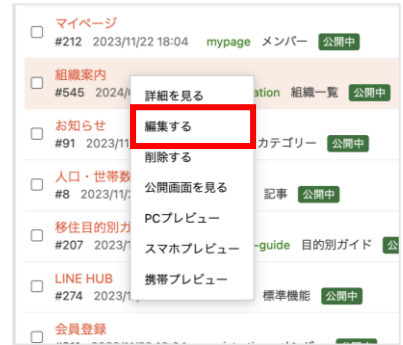 マイページ
#212 2023/11/22 18:04 mypage メンバー 公開中
組織案内
#545 2024/ ation 組織一覧 公開中
詳細を見る
お知らせ
編集する
#91 2023/11 カテゴリー 公開中
削除する
人口・世帯数
公開画面を見る
#8 2023/11/ 記事 公開中
PCプレビュー
移住目的別ガ
#207 2023/1 -guide 目的別ガイド 公
スマホプレビュー
LINE HUB
携帯プレビュー
#274 2023/1 標準機能 公開中
会員登録